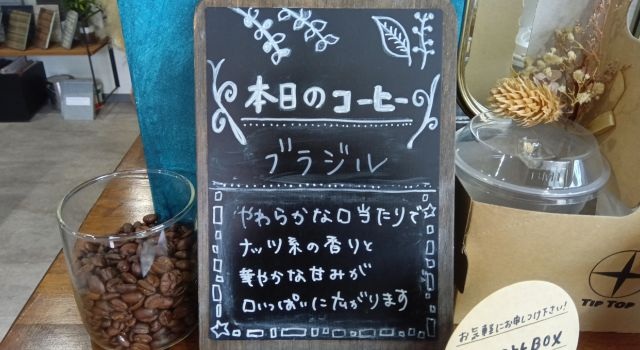 本日のコーヒー
ブラジル
やわらかな口当たりで
ナッツ系の香りと
華やかな甘みが
口いっぱいに広がります
TIP TOP
お気軽にお申しつけ下さい!
BOX